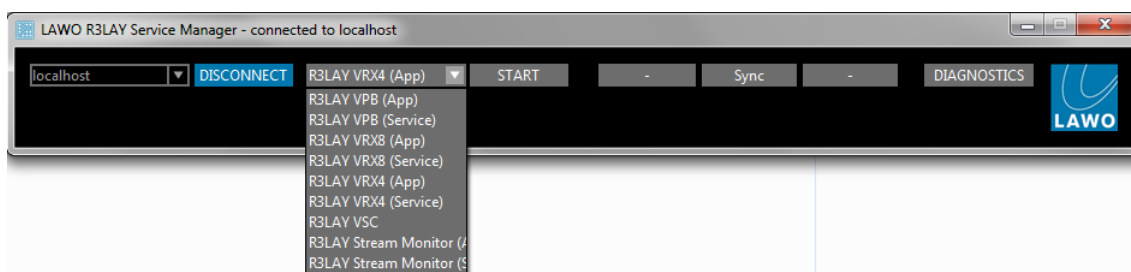 LAWO R3LAY Service Manager - connected to localhost
localhost DISCONNECT R3LAY VRX4 (App) START - Sync - DIAGNOSTICS
LAWO
R3LAY VPB (App)
R3LAY VPB (Service)
R3LAY VRX8 (App)
R3LAY VRX8 (Service)
R3LAY VRX4 (App)
R3LAY VRX4 (Service)
R3LAY VSC
R3LAY Stream Monitor (A
R3LAY Stream Monitor (S